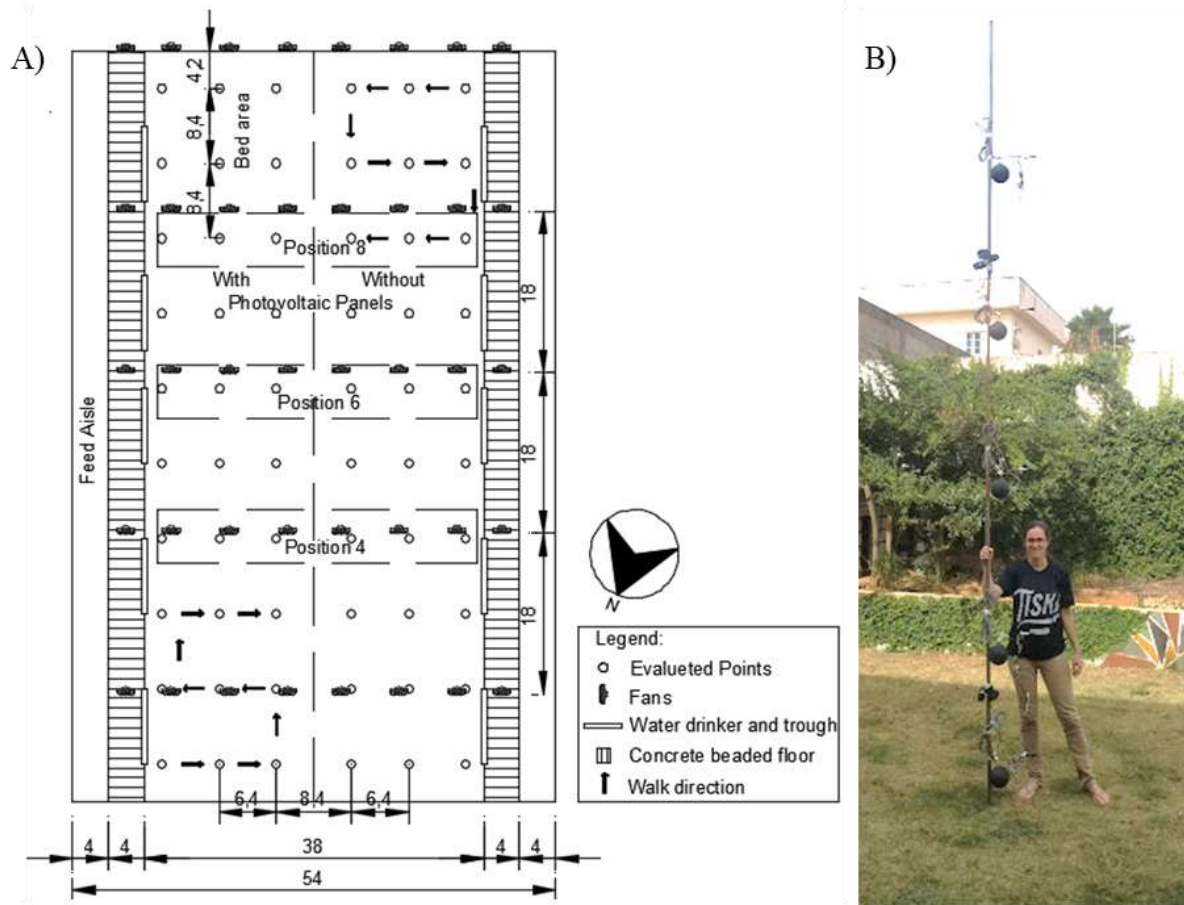 A)
B)
4,2
8,4
8,4
Bed area
Position 8
With
Without
Photovoltaic Panels
18
Position 6
18
Feed Aisle
Position 4
18
N
6,4
8,4
6,4
4
4
38
4
4
54
Legend:
Evalueted Points
Fans
Water drinker and trough
Concrete beaded floor
Walk direction